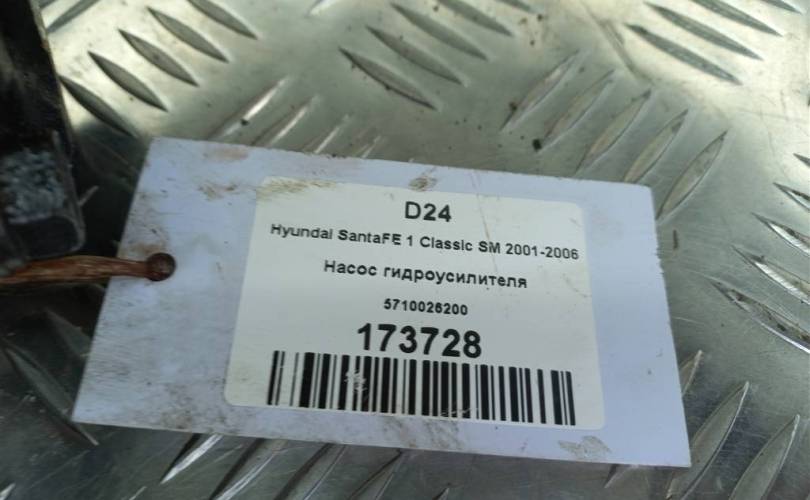 D24
Hyundai SantaFE 1 Classic SM 2001-2006
Насос гидроусилителя
5710026200
173728